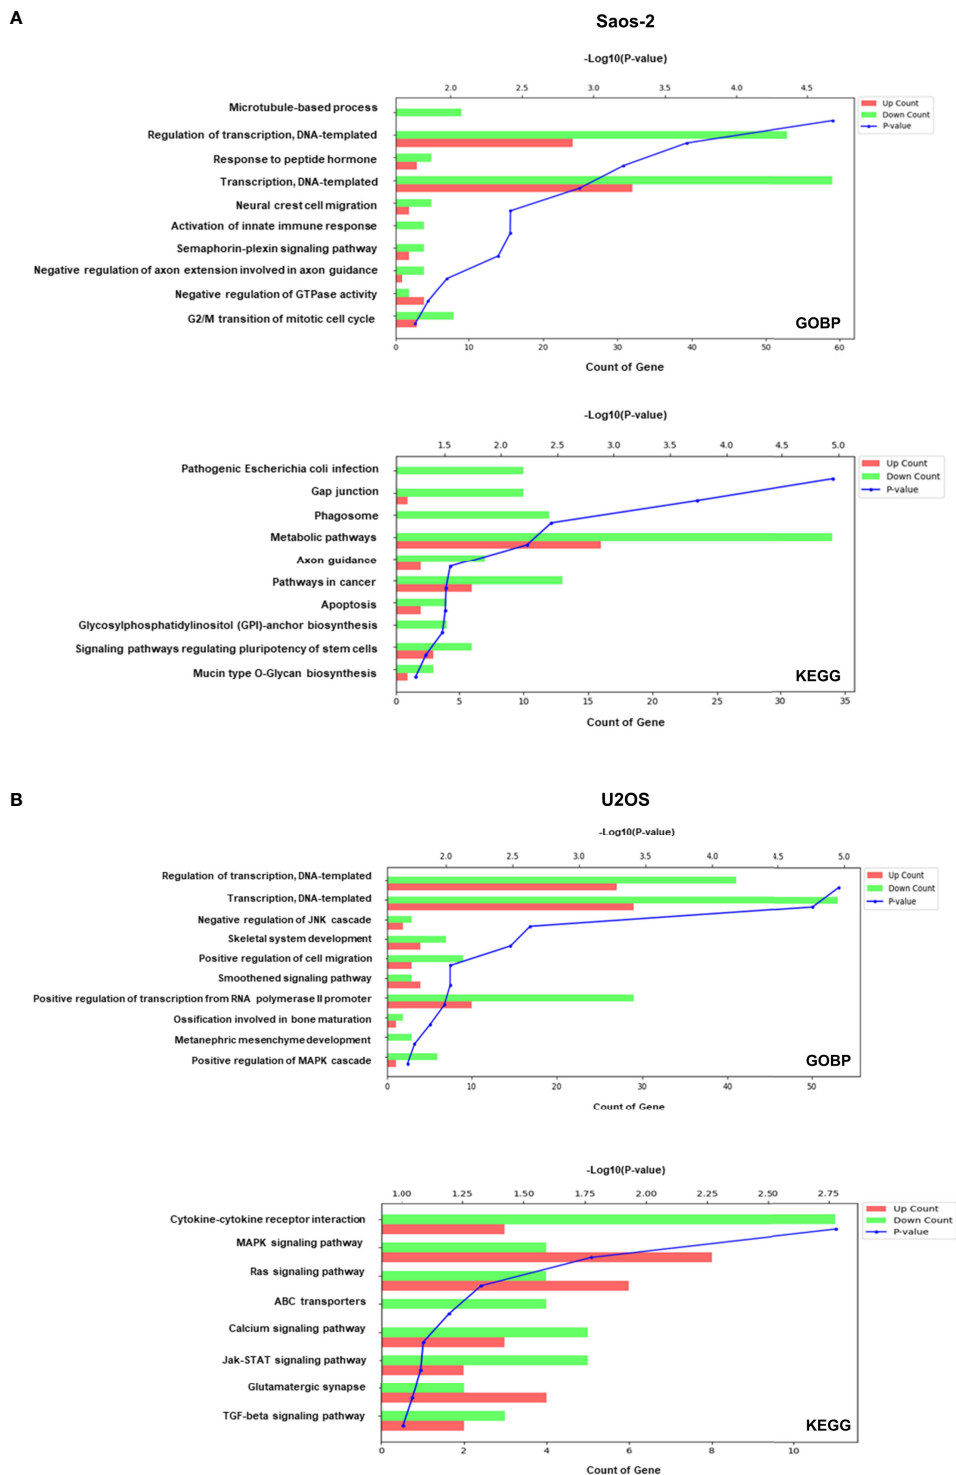 A
Saos-2
-Log10(P-value)
2.0 2.5 3.0 3.5 4.0 4.5
Microtubule-based process
Regulation of transcription, DNA-templated
Response to peptide hormone
Transcription, DNA-templated
Neural crest cell migration
Activation of innate immune response
Semaphorin-plexin signaling pathway
Negative regulation of axon extension involved in axon guidance
Negative regulation of GTPase activity
G2/M transition of mitotic cell cycle
Up Count
Down Count
P-value
GOBP
0 10 20 30 40 50 60
Count of Gene
-Log10(P-value)
1.5 2.0 2.5 3.0 3.5 4.0 4.5 5.0
Pathogenic Escherichia coli infection
Gap junction
Phagosome
Metabolic pathways
Axon guidance
Pathways in cancer
Apoptosis
Glycosylphosphatidylinositol (GPI)-anchor biosynthesis
Signaling pathways regulating pluripotency of stem cells
Mucin type O-Glycan biosynthesis
Up Count
Down Count
P-value
KEGG
0 5 10 15 20 25 30 35
Count of Gene
B
U2OS
-Log10(P-value)
2.0 2.5 3.0 3.5 4.0 4.5 5.0
Regulation of transcription, DNA-templated
Transcription, DNA-templated
Negative regulation of JNK cascade
Skeletal system development
Positive regulation of cell migration
Smoothened signaling pathway
Positive regulation of transcription from RNA polymerase II promoter
Ossification involved in bone maturation
Metanephric mesenchyme development
Positive regulation of MAPK cascade
Up Count
Down Count
P-value
GOBP
0 10 20 30 40 50
Count of Gene
-Log10(P-value)
1.00 1.25 1.50 1.75 2.00 2.25 2.50 2.75
Cytokine-cytokine receptor interaction
MAPK signaling pathway
Ras signaling pathway
ABC transporters
Calcium signaling pathway
Jak-STAT signaling pathway
Glutamatergic synapse
TGF-beta signaling pathway
Up Count
Down Count
P-value
KEGG
0 2 4 6 8 10
Count of Gene